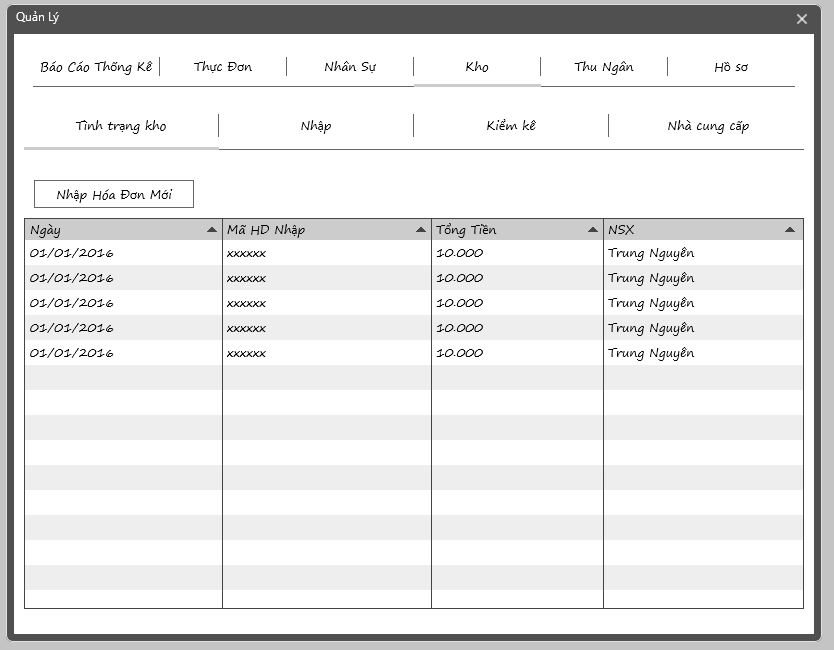 Quản Lý
Báo Cáo Thống Kê Thực Đơn Nhân Sự Kho Thu Ngân Hồ sơ
Tình trạng kho Nhập Kiểm kê Nhà cung cấp
Nhập Hóa Đơn Mới
Ngày Mã HD Nhập Tổng Tiền NSX
01/01/2016 xxxxxx 10.000 Trung Nguyên
01/01/2016 xxxxxx 10.000 Trung Nguyên
01/01/2016 xxxxxx 10.000 Trung Nguyên
01/01/2016 xxxxxx 10.000 Trung Nguyên
01/01/2016 xxxxxx 10.000 Trung Nguyên